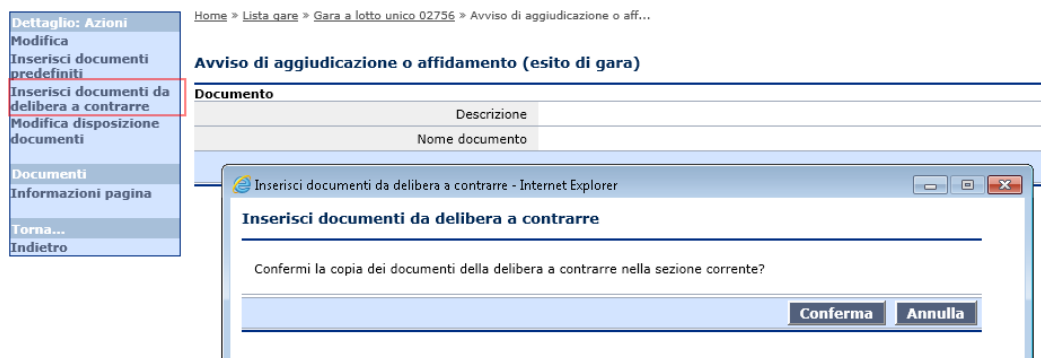 Home » Lista gare » Gara a lotto unico 02756 » Avviso di aggiudicazione o aff...
Dettaglio: Azioni
Modifica
Inserisci documenti
predefiniti
Inserisci documenti da
delibera a contrarre
Modifica disposizione
documenti
Documenti
Informazioni pagina
Torna...
Indietro
Avviso di aggiudicazione o affidamento (esito di gara)
Documento
Descrizione
Nome documento
Inserisci documenti da delibera a contrarre - Internet Explorer
Inserisci documenti da delibera a contrarre
Confermi la copia dei documenti della delibera a contrarre nella sezione corrente?
Conferma Annulla